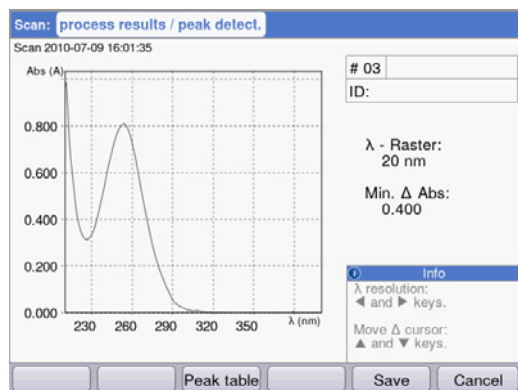 Scan: process results / peak detect.
Scan 2010-07-09 16:01:35
Abs (A)
0.800
0.600
0.400
0.200
0.000
230 260 290 320 350 λ (nm)
# 03
ID:
λ - Raster:
20 nm
Min. Δ Abs:
0.400
Info
λ resolution:
◀ and ▶ keys.
Move Δ cursor:
▲ and ▼ keys.
Peak table Save Cancel